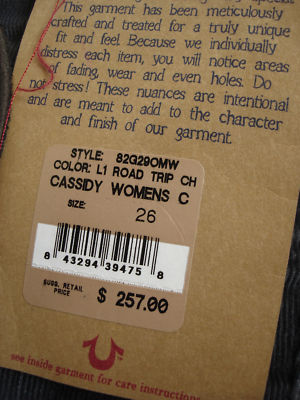 This garment has been meticulously
crafted and treated for a truly unique
fit and feel. Because we individually
distress each item, you will notice areas
of fading, wear and even holes. Do
not stress! These nuances are intentional
and are meant to add to the character
and finish of our garment.
STYLE: 82G290MW
COLOR: L1 ROAD TRIP CH
CASSIDY WOMENS C
SIZE:
26
8 43294 39475 8
SUGG. RETAIL
PRICE
$ 257.00
see inside garment for care instructions